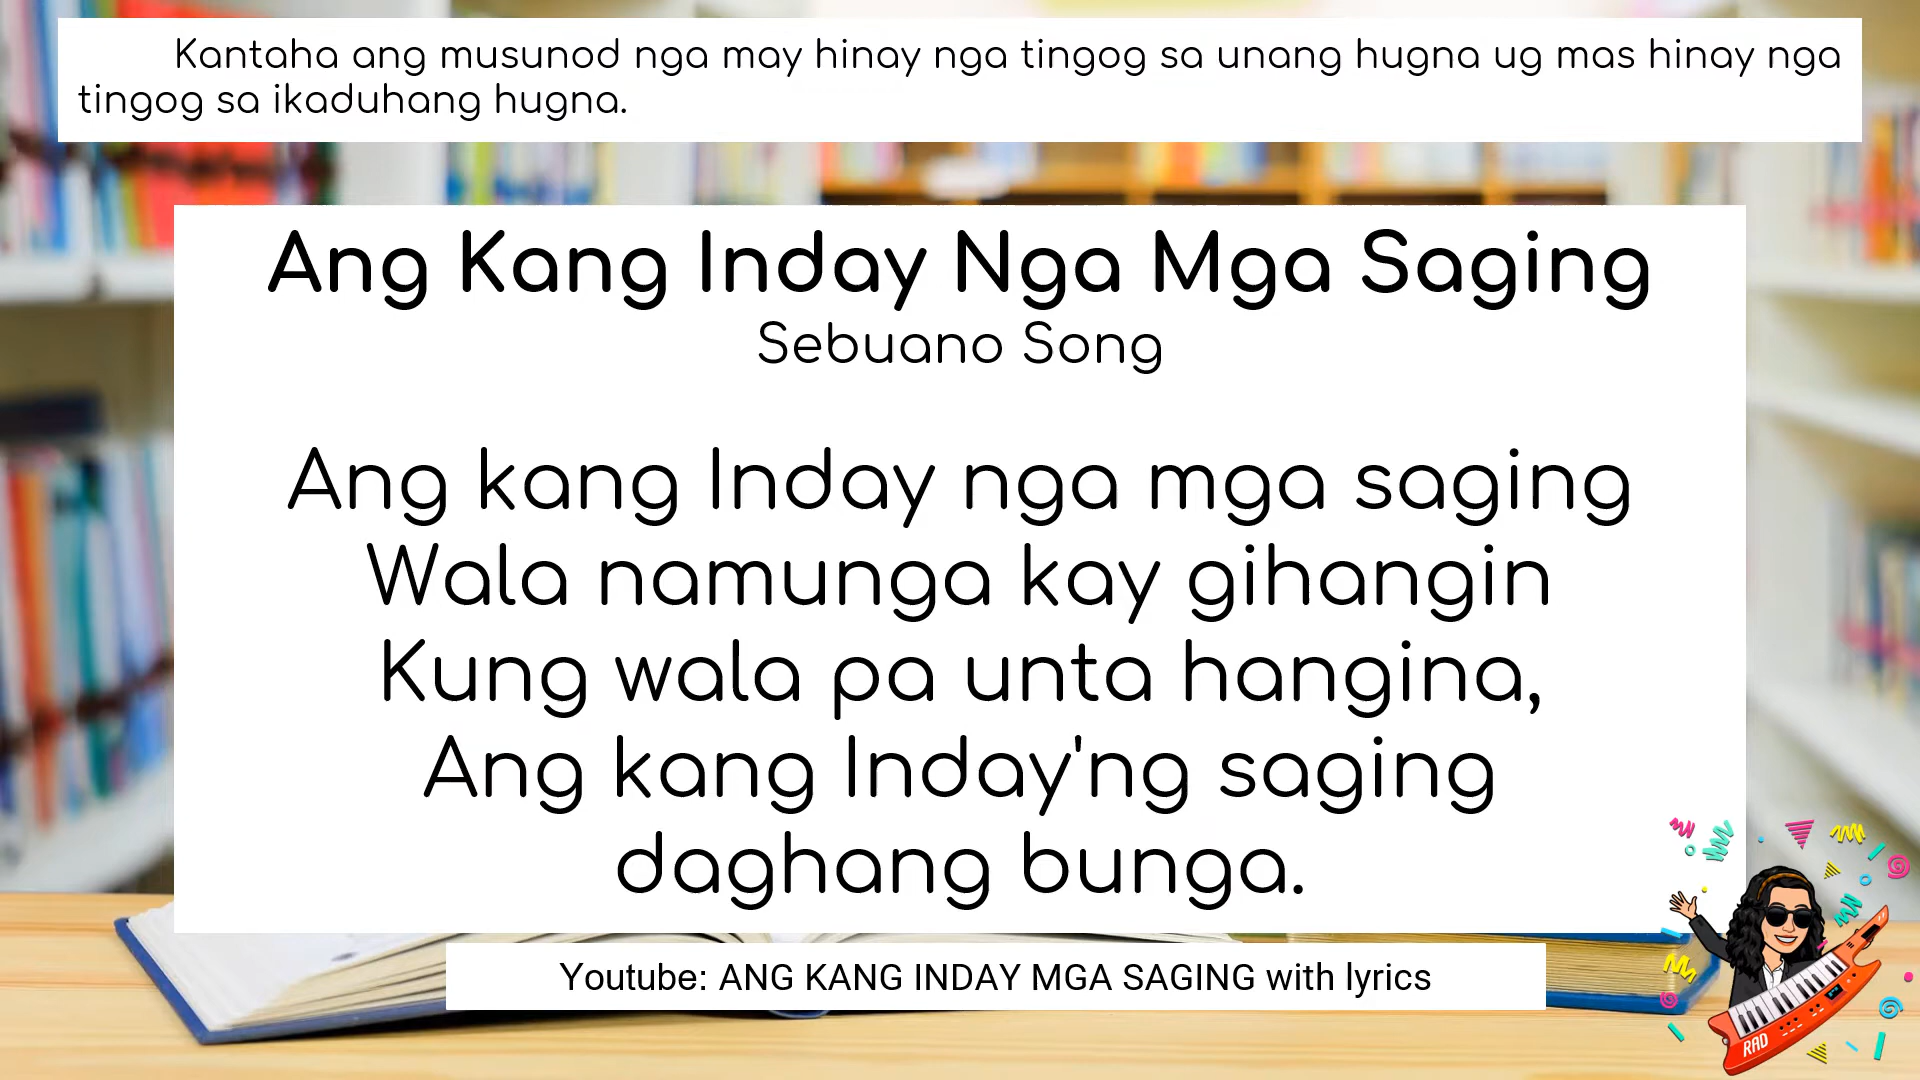 Kantaha ang musunod nga may hinay nga tingog sa unang hugna ug mas hinay nga
tingog sa ikaduhang hugna.
Ang Kang Inday Nga Mga Saging
Sebuano Song
Ang kang Inday nga mga saging
Wala namunga kay gihangin
Kung wala pa unta hangina,
Ang kang Inday'ng saging
daghang bunga.
Youtube: ANG KANG INDAY MGA SAGING with lyrics
RAD